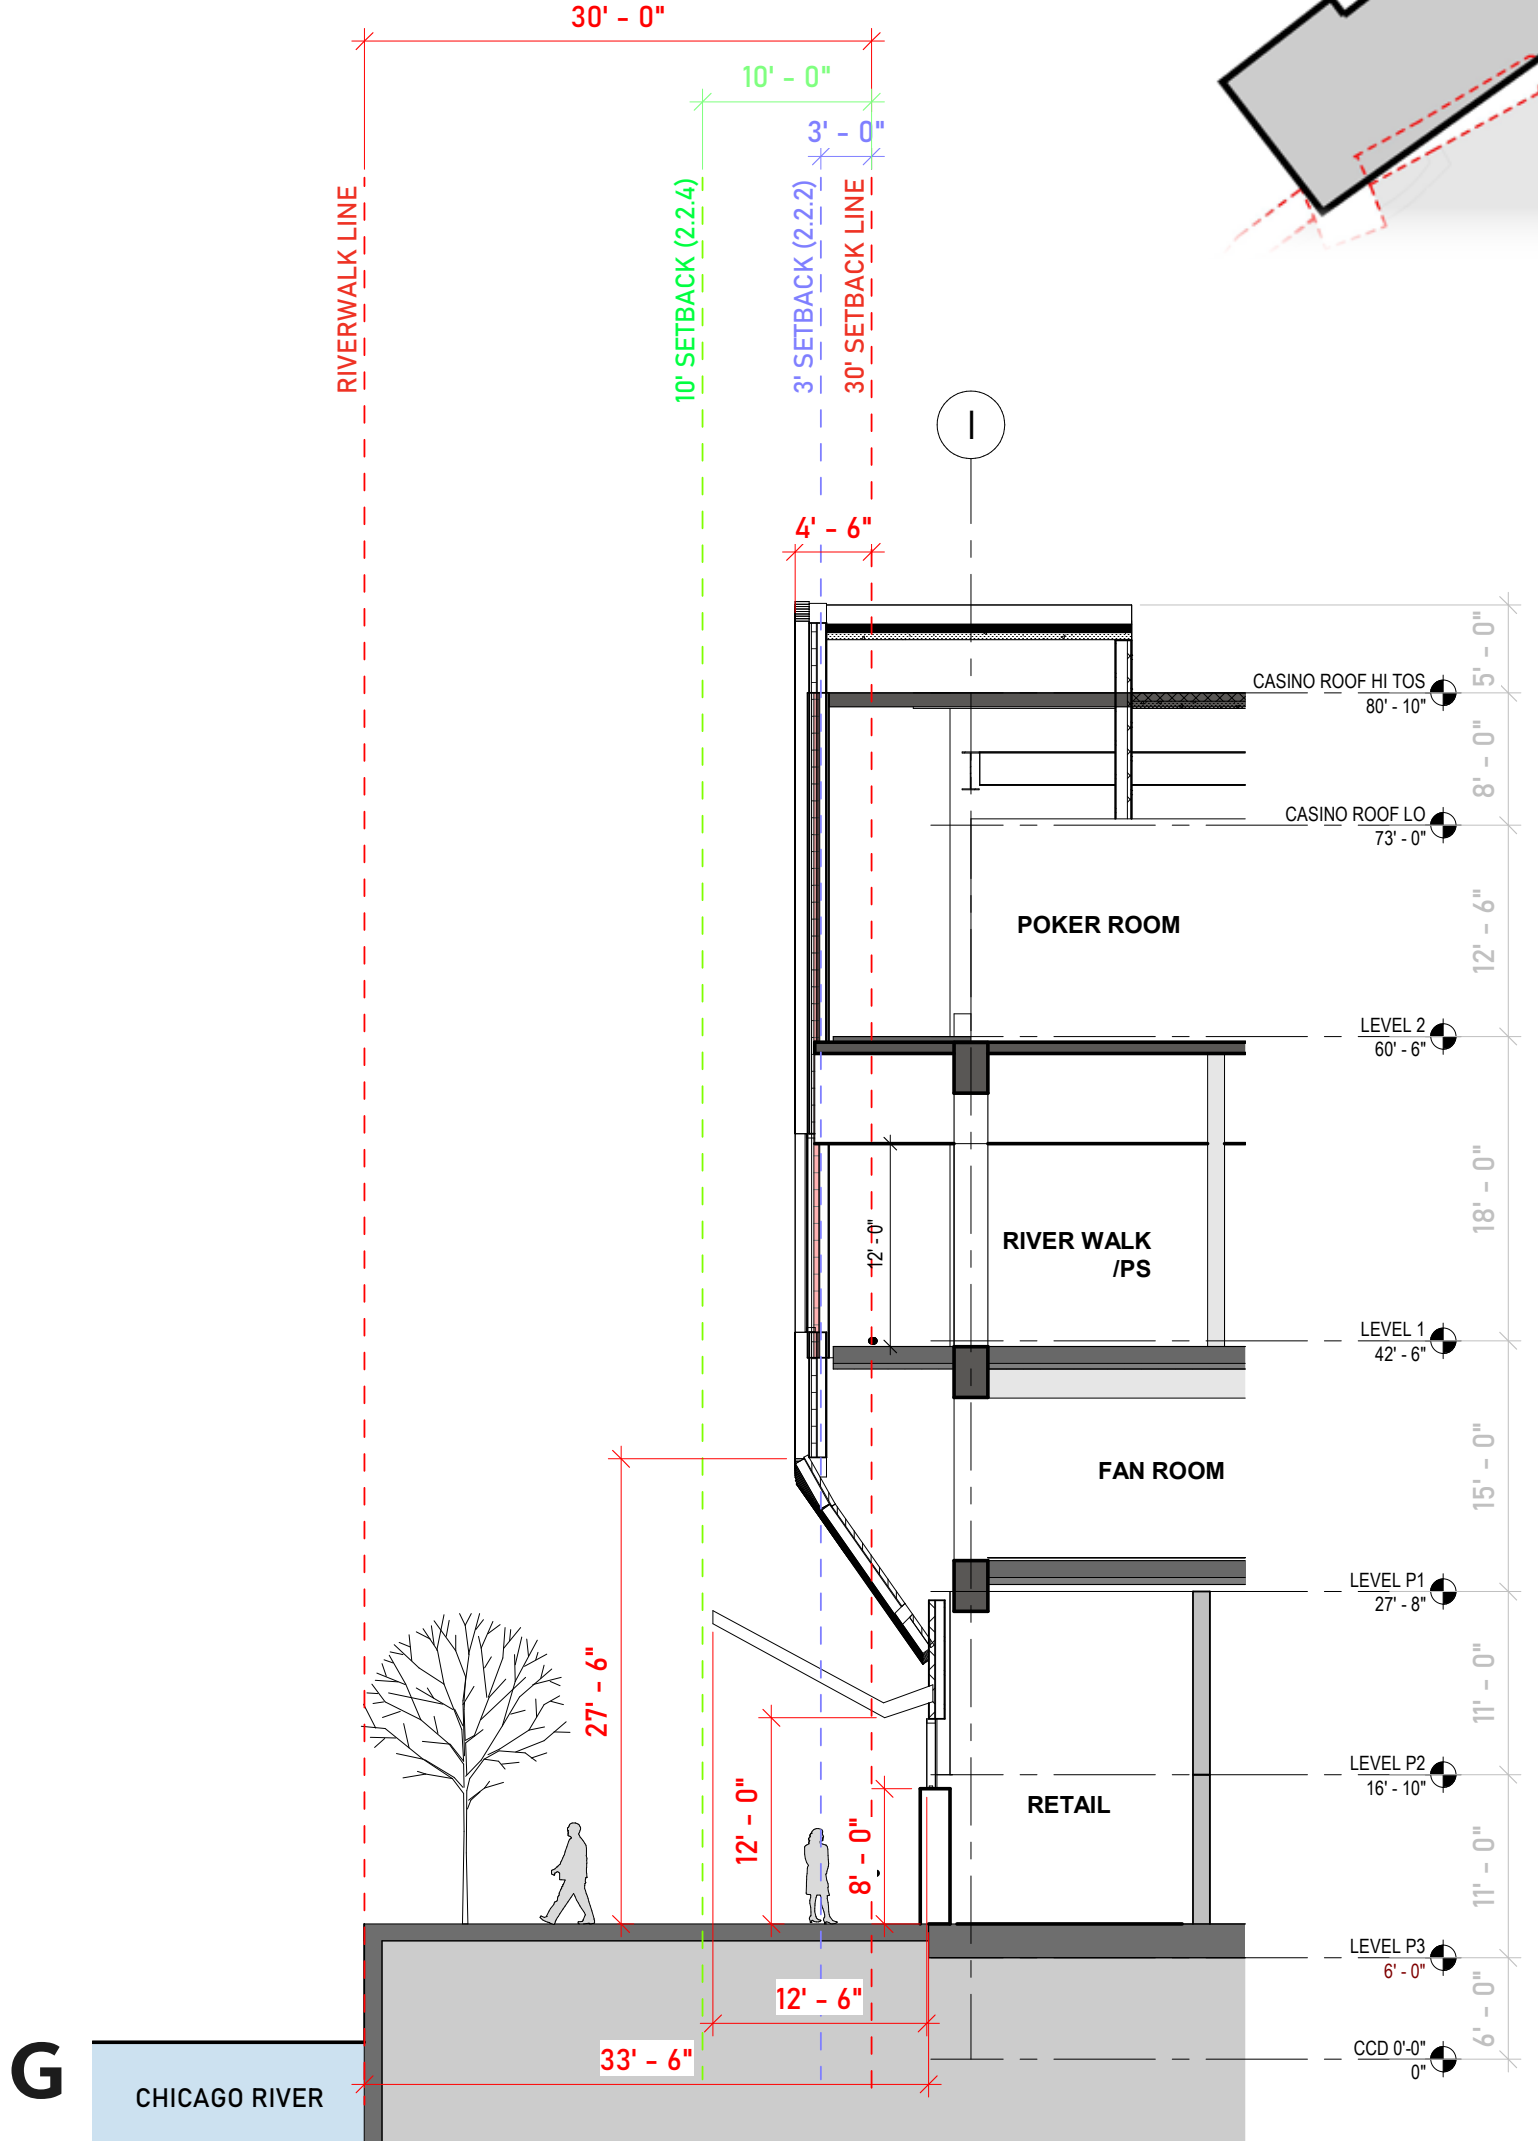 30' - 0"
10' - 0"
3' - 0"
RIVERWALK LINE
10' SETBACK (2.2.4)
3' SETBACK (2.2.2)
30' SETBACK LINE
I
4' - 6"
5' - 0"
CASINO ROOF HI TOS
80' - 10"
8' - 0"
CASINO ROOF LO
73' - 0"
POKER ROOM
12' - 6"
LEVEL 2
60' - 6"
18' - 0"
12' - 0"
RIVER WALK
/PS
LEVEL 1
42' - 6"
15' - 0"
FAN ROOM
LEVEL P1
27' - 8"
27' - 6"
11' - 0"
LEVEL P2
16' - 10"
RETAIL
12' - 0"
8' - 0"
11' - 0"
LEVEL P3
6' - 0"
12' - 6"
6' - 0"
33' - 6"
CCD 0'-0"
0"
G
CHICAGO RIVER